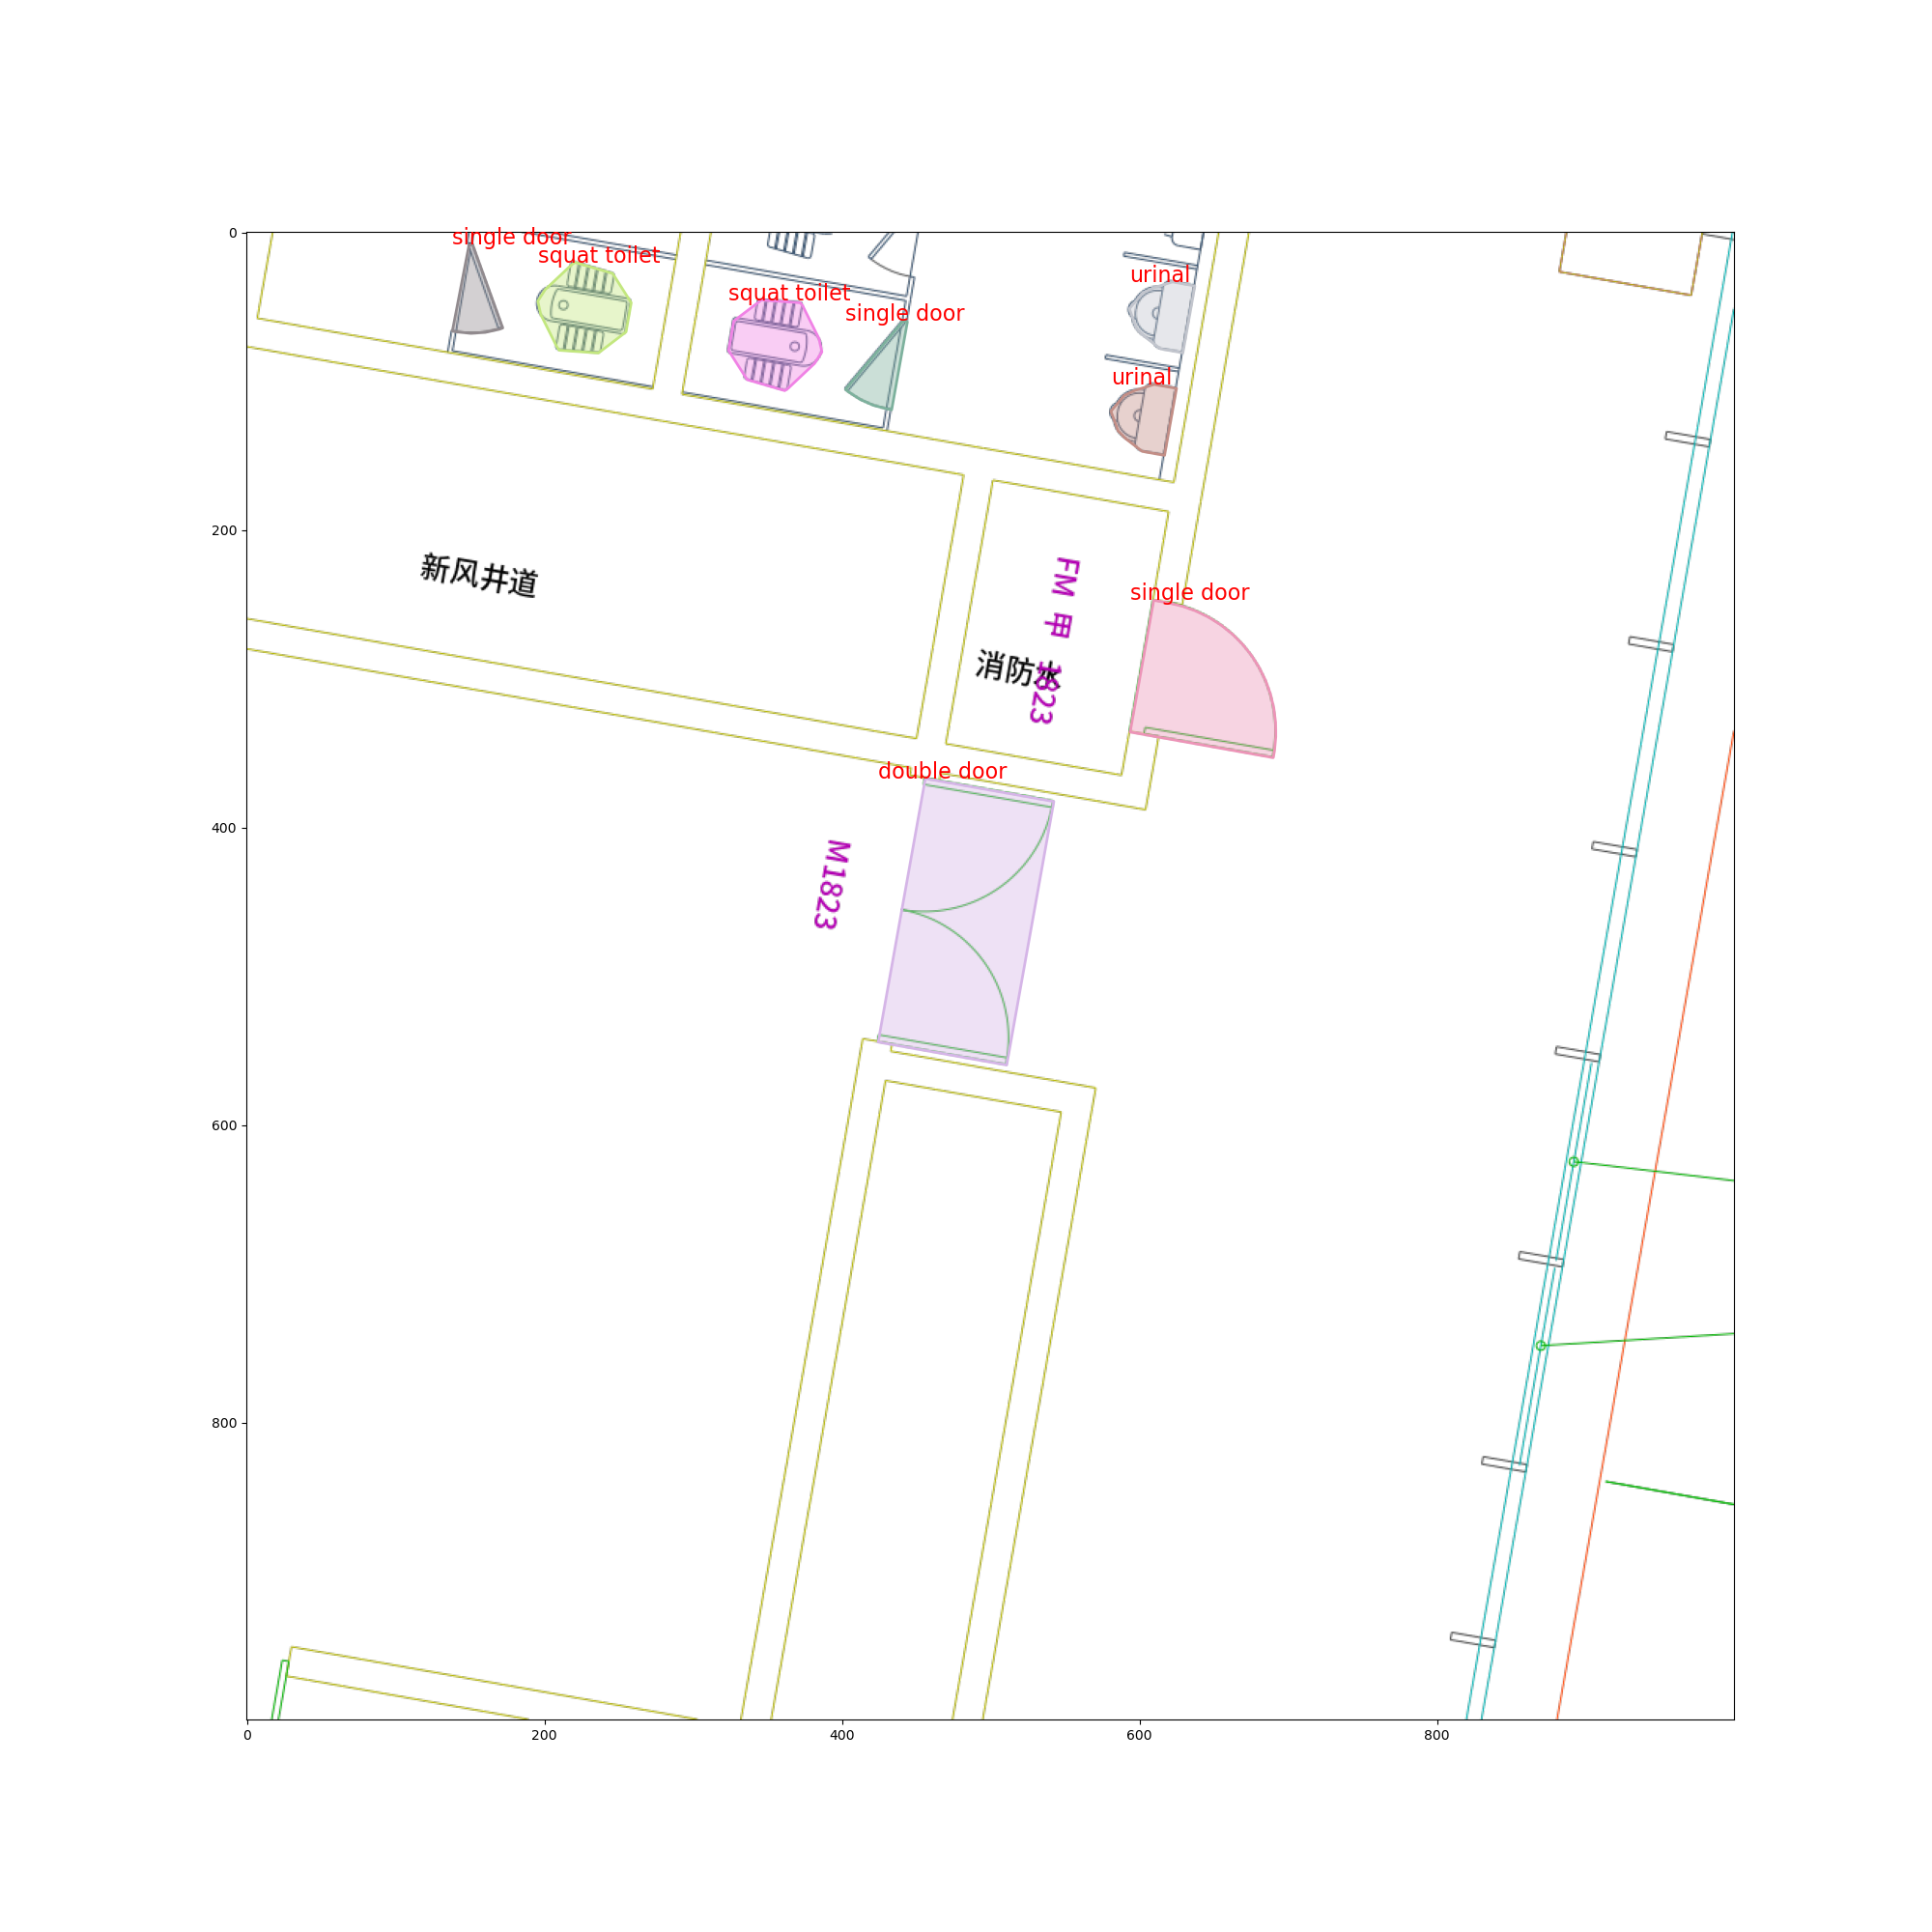 0
single door
squat toilet
squat toilet
single door
urinal
urinal
200
新风井道
FM 甲 1823
消防水
single door
double door
400
M1823
600
800
0
200
400
600
800